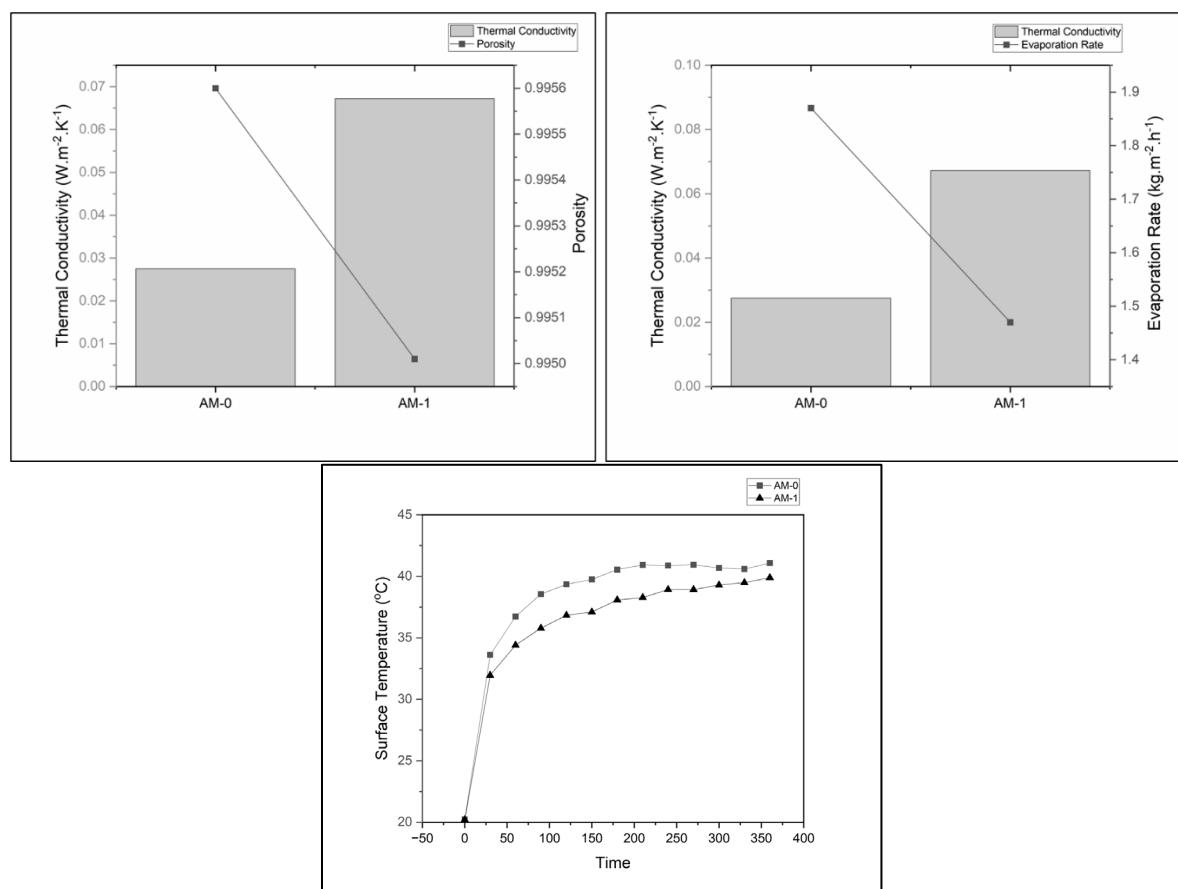 Thermal Conductivity
Porosity
Thermal Conductivity (W.m⁻².K⁻¹)
0.07
0.06
0.05
0.04
0.03
0.02
0.01
0.00
0.9956
0.9955
0.9954
0.9953
0.9952
0.9951
0.9950
Porosity
AM-0
AM-1
Thermal Conductivity
Evaporation Rate
Thermal Conductivity (W.m⁻².K⁻¹)
0.10
0.08
0.06
0.04
0.02
0.00
1.9
1.8
1.7
1.6
1.5
1.4
Evaporation Rate (kg.m⁻².h⁻¹)
AM-0
AM-1
AM-0
AM-1
Surface Temperature (⁰C)
45
40
35
30
25
20
−50
0
50
100
150
200
250
300
350
400
Time